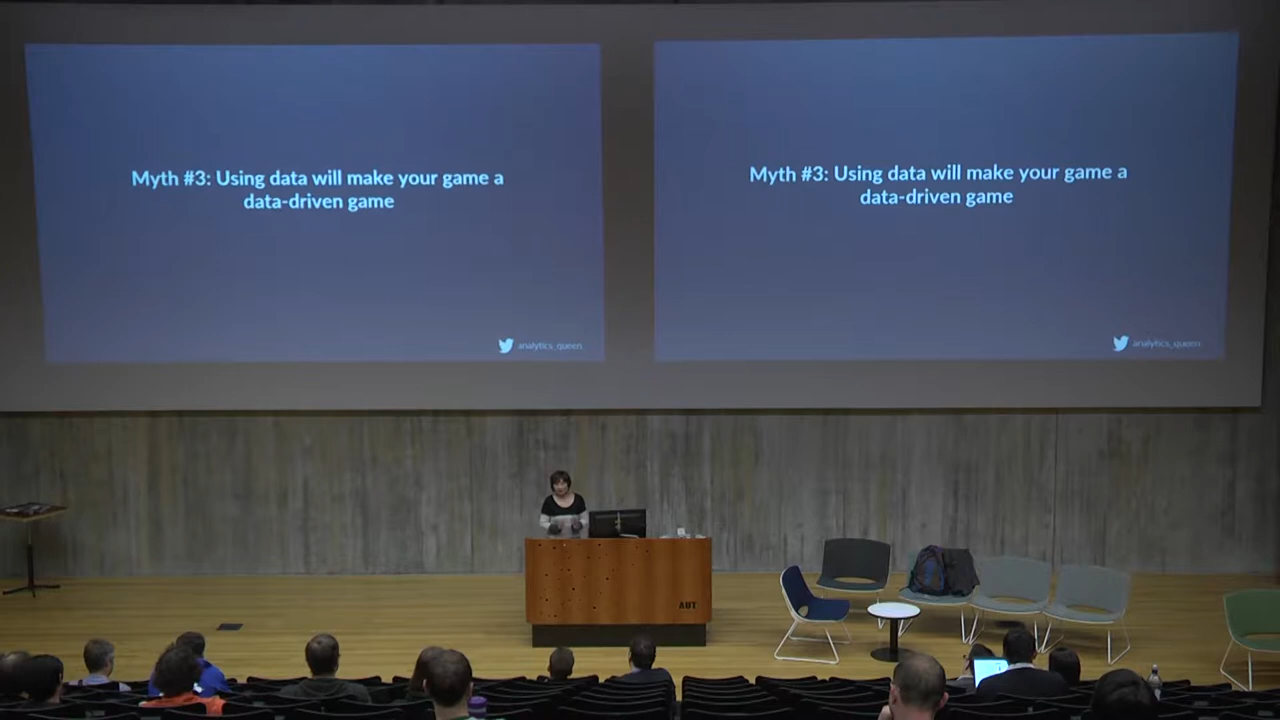 Myth #3: Using data will make your game a
data-driven game
analytics_queen
Myth #3: Using data will make your game a
data-driven game
analytics_queen
AUT